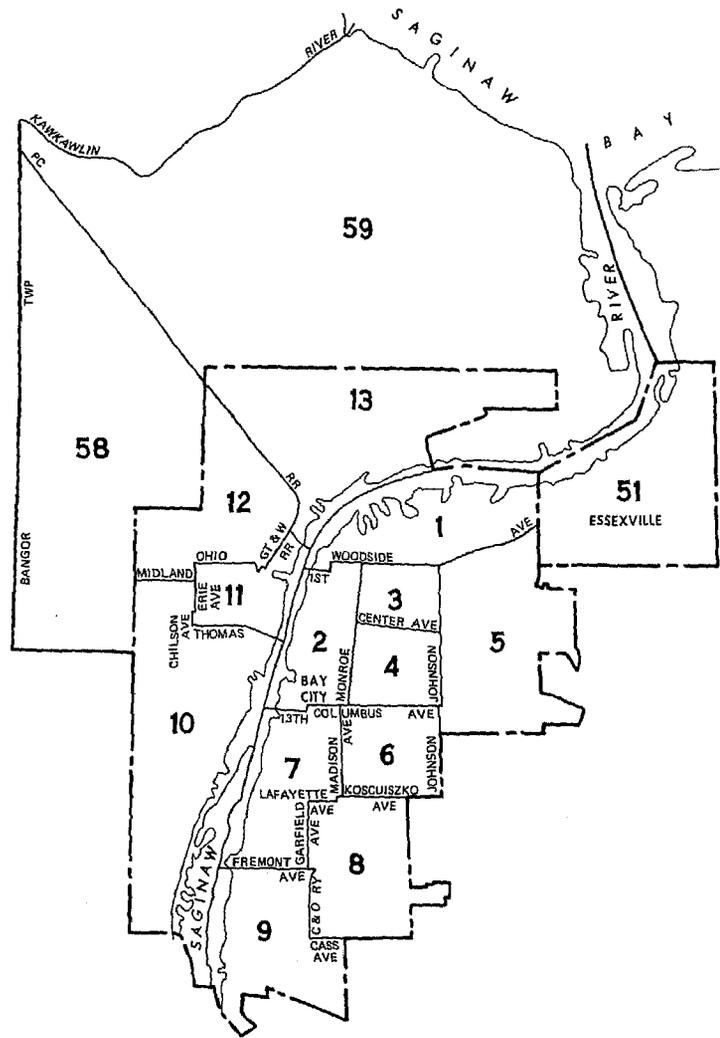 SAGINAW
BAY
RIVER
KAWKAWLIN
PC
59
TWP
RIVER
13
58
RR
12
51
ESSEXVILLE
1
AVE
GT & W
RR
BANGOR
OHIO
WOODSIDE
MIDLAND
1ST
ERIE
AVE
11
3
CENTER AVE
CHILSON
AVE
THOMAS
2
5
4
MONROE
JOHNSON
BAY
CITY
10
13TH
COLUMBUS
AVE
AVE
7
MADISON
6
JOHNSON
LAFAYETTE
KOSCUISZKO
AVE
AVE
GARFIELD
AVE
8
FREMONT
AVE
SAGINAW
C & O RY
9
CASS
AVE